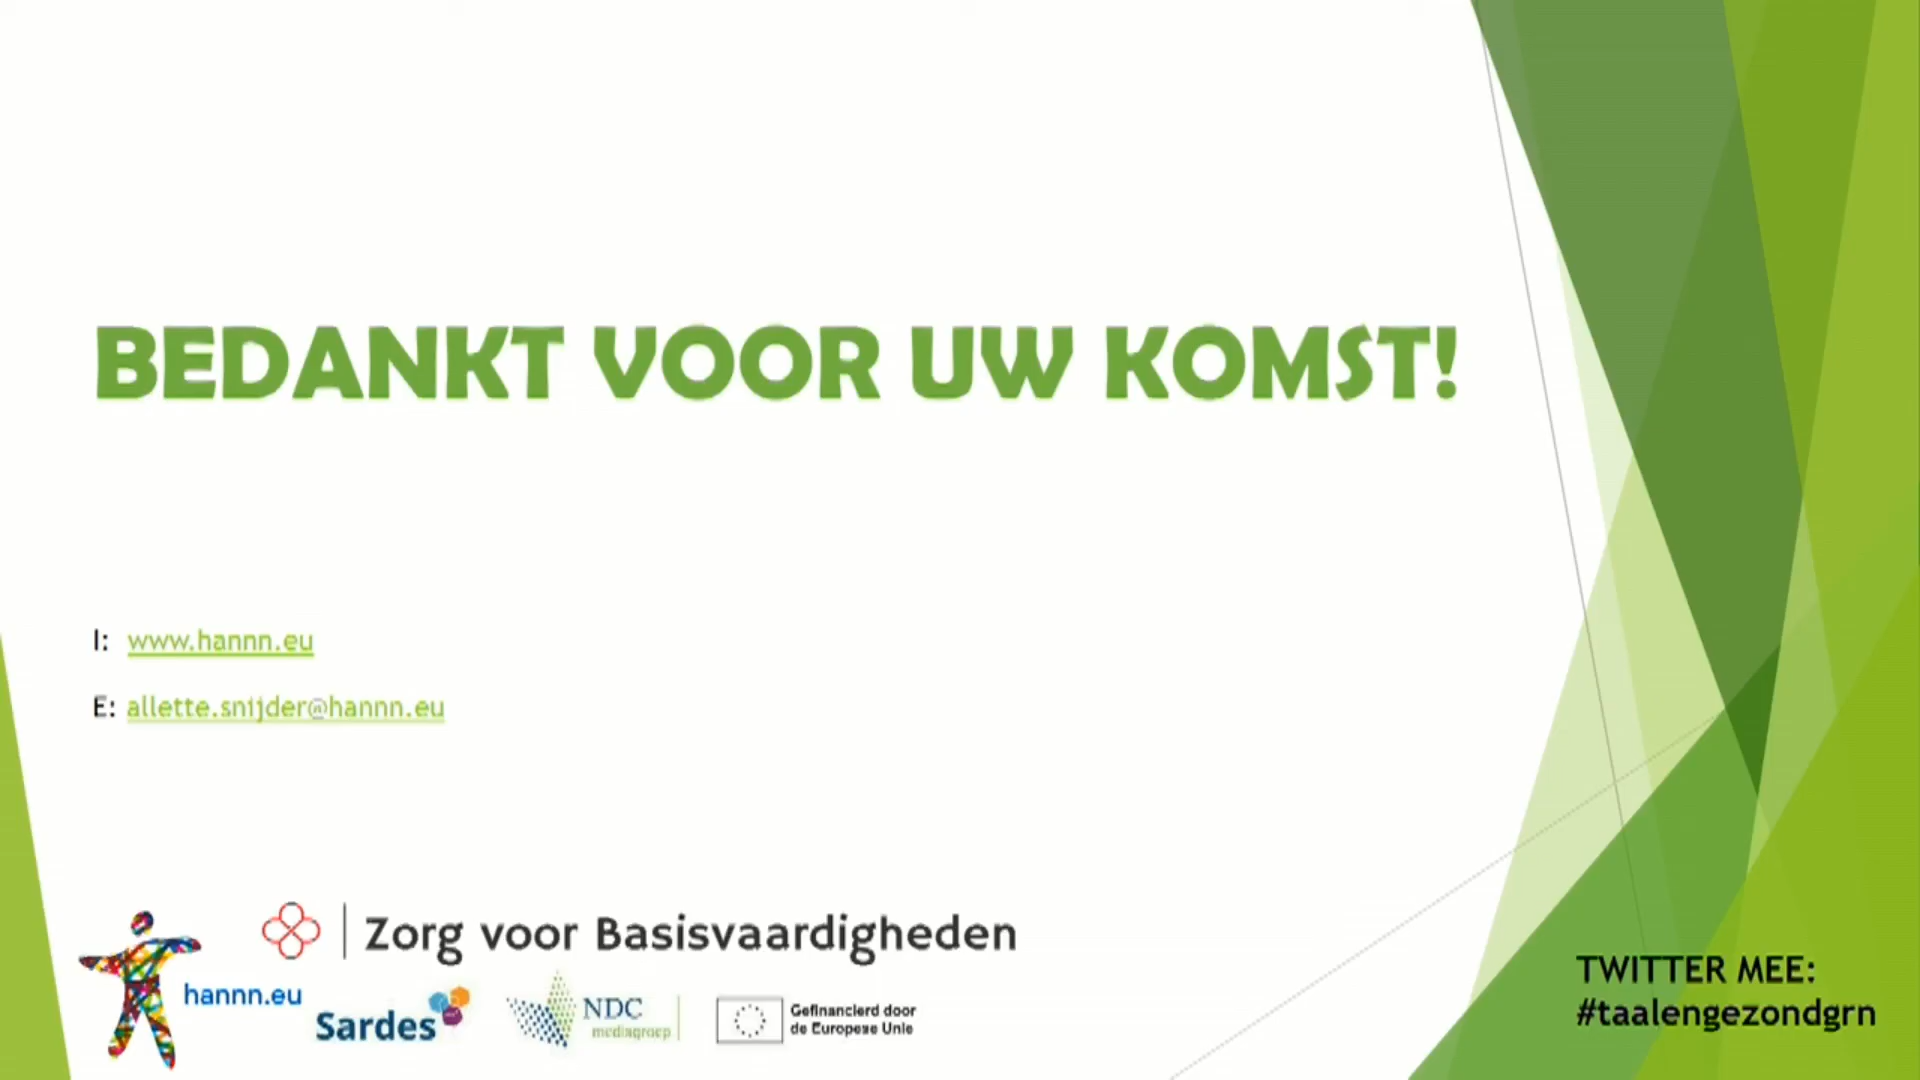 BEDANKT VOOR UW KOMST!
I: www.hannn.eu
E: allette.snijder@hannn.eu
Zorg voor Basisvaardigheden
hannn.eu
Sardes
NDC
mediagroep
Gefinancierd door
de Europese Unie
TWITTER MEE:
#taalengezondgrn